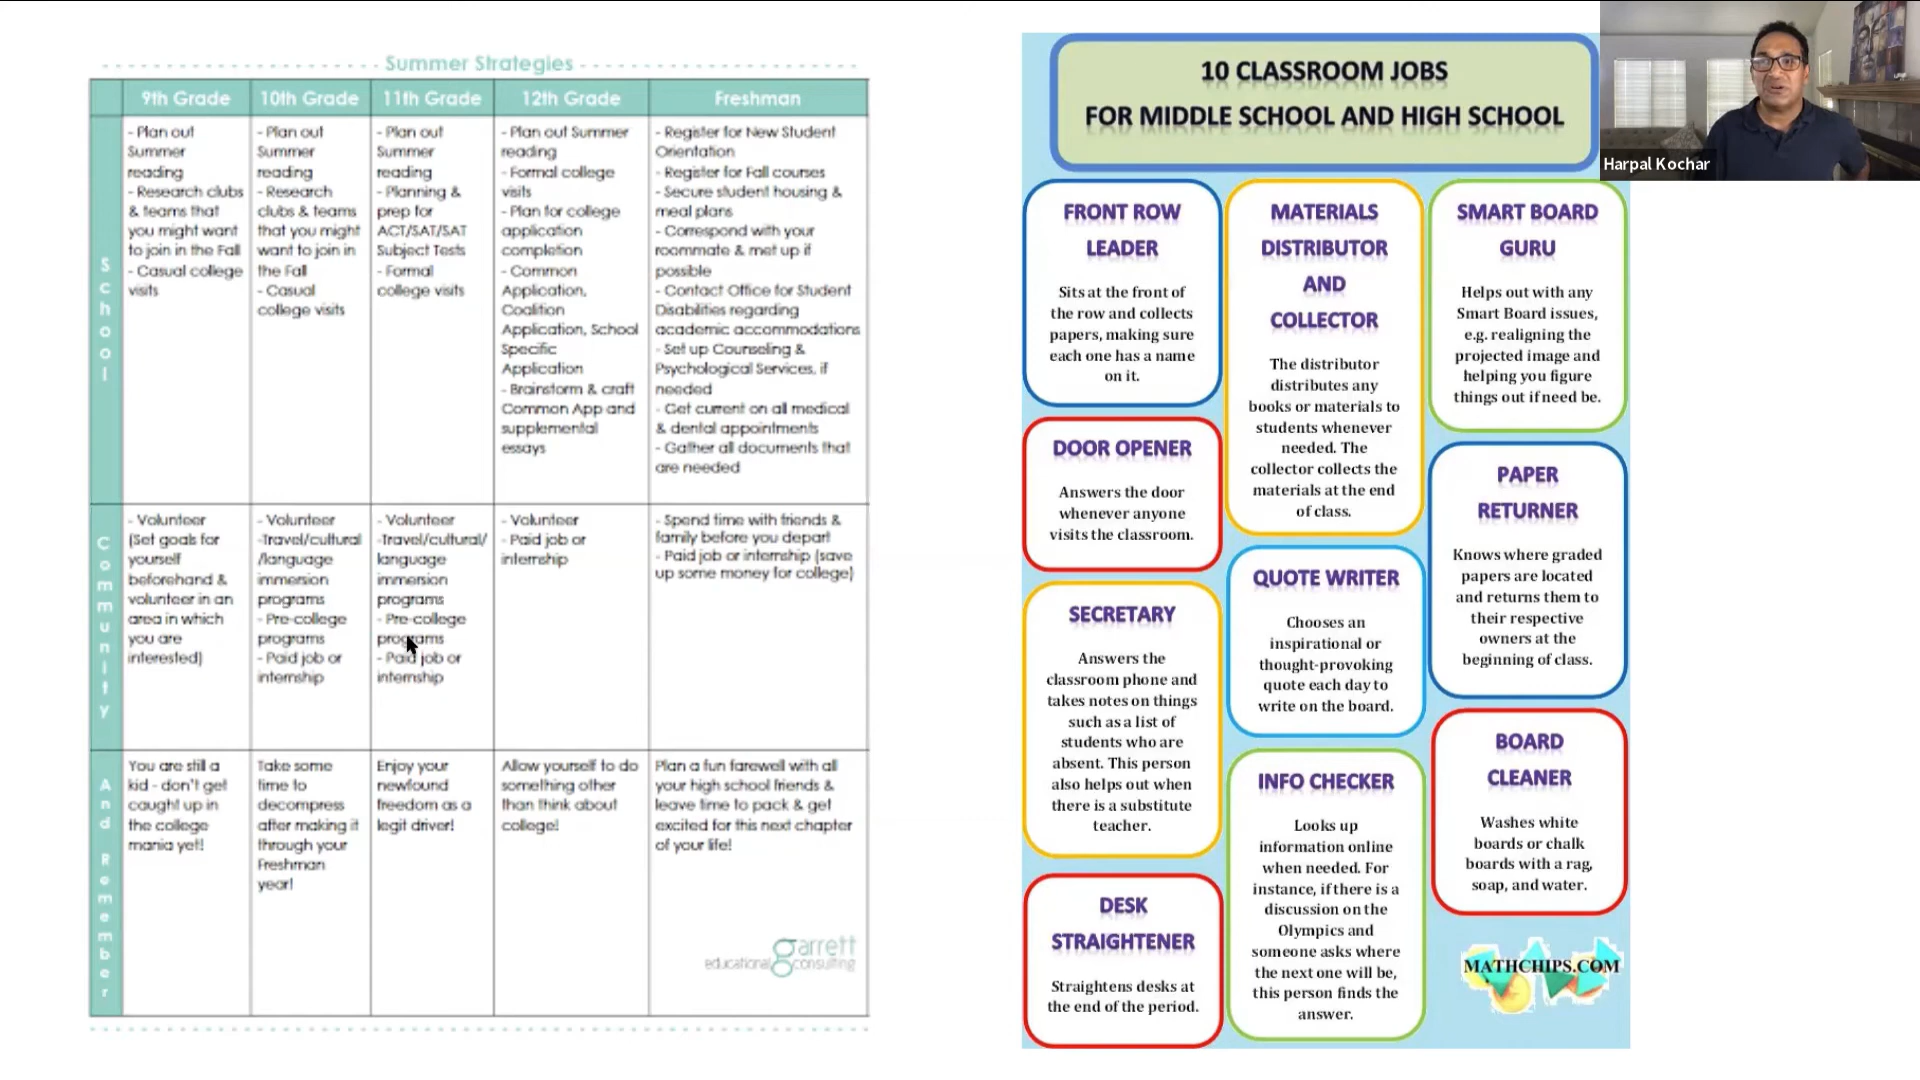 Summer Strategies
9th Grade
10th Grade
11th Grade
12th Grade
Freshman
School
- Plan out
Summer
reading
- Research clubs
& teams that
you might want
to join in the Fall
- Casual college
visits
- Plan out
Summer
reading
- Research
clubs & teams
that you might
want to join in
the Fall
- Casual
college visits
- Plan out
Summer
reading
- Planning &
prep for
ACT/SAT/SAT
Subject Tests
- Formal
college visits
- Plan out Summer
reading
- Formal college
visits
- Plan for college
application
completion
- Common
Application,
Coalition
Application, School
Specific
Application
- Brainstorm & craft
Common App and
supplemental
essays
- Register for New Student
Orientation
- Register for Fall courses
- Secure student housing &
meal plans
- Correspond with your
roommate & met up if
possible
- Contact Office for Student
Disabilities regarding
academic accommodations
- Set up Counseling &
Psychological Services, if
needed
- Get current on all medical
& dental appointments
- Gather all documents that
are needed
Community
- Volunteer
(Set goals for
yourself
beforehand &
volunteer in an
area in which
you are
interested)
- Volunteer
-Travel/cultural
/language
immersion
programs
- Pre-college
programs
- Paid job or
internship
- Volunteer
-Travel/cultural/
language
immersion
programs
- Pre-college
programs
- Paid job or
internship
- Volunteer
- Paid job or
internship
- Spend time with friends &
family before you depart
- Paid job or internship (save
up some money for college)
And Remember
You are still a
kid - don't get
caught up in
the college
mania yet!
Take some
time to
decompress
after making it
through your
Freshman
year!
Enjoy your
newfound
freedom as a
legit driver!
Allow yourself to do
something other
than think about
college!
Plan a fun farewell with all
your high school friends &
leave time to pack & get
excited for this next chapter
of your life!
garrett
educational consulting
10 CLASSROOM JOBS
FOR MIDDLE SCHOOL AND HIGH SCHOOL
FRONT ROW
LEADER
Sits at the front of
the row and collects
papers, making sure
each one has a name
on it.
DOOR OPENER
Answers the door
whenever anyone
visits the classroom.
SECRETARY
Answers the
classroom phone and
takes notes on things
such as a list of
students who are
absent. This person
also helps out when
there is a substitute
teacher.
DESK
STRAIGHTENER
Straightens desks at
the end of the period.
MATERIALS
DISTRIBUTOR
AND
COLLECTOR
The distributor
distributes any
books or materials to
students whenever
needed. The
collector collects the
materials at the end
of class.
QUOTE WRITER
Chooses an
inspirational or
thought-provoking
quote each day to
write on the board.
INFO CHECKER
Looks up
information online
when needed. For
instance, if there is a
discussion on the
Olympics and
someone asks where
the next one will be,
this person finds the
answer.
SMART BOARD
GURU
Helps out with any
Smart Board issues,
e.g. realigning the
projected image and
helping you figure
things out if need be.
PAPER
RETURNER
Knows where graded
papers are located
and returns them to
their respective
owners at the
beginning of class.
BOARD
CLEANER
Washes white
boards or chalk
boards with a rag,
soap, and water.
MATHCHIPS.COM
Harpal Kochar